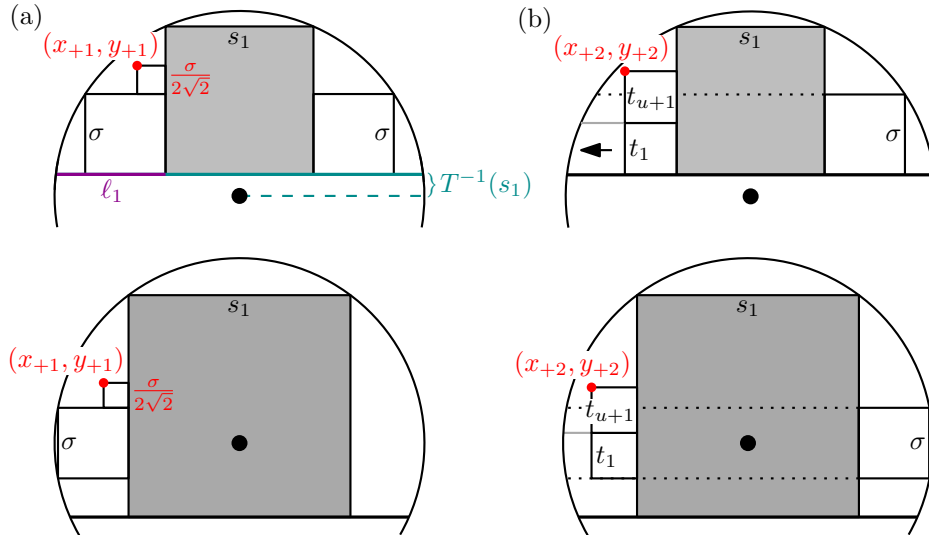 (a)
(b)
(x₊₁, y₊₁)
s₁
σ/2√2
σ
σ
ℓ₁
}T⁻¹(s₁)
(x₊₂, y₊₂)
s₁
tᵤ₊₁
t₁
σ
s₁
(x₊₁, y₊₁)
σ/2√2
σ
s₁
(x₊₂, y₊₂)
tᵤ₊₁
t₁
σ